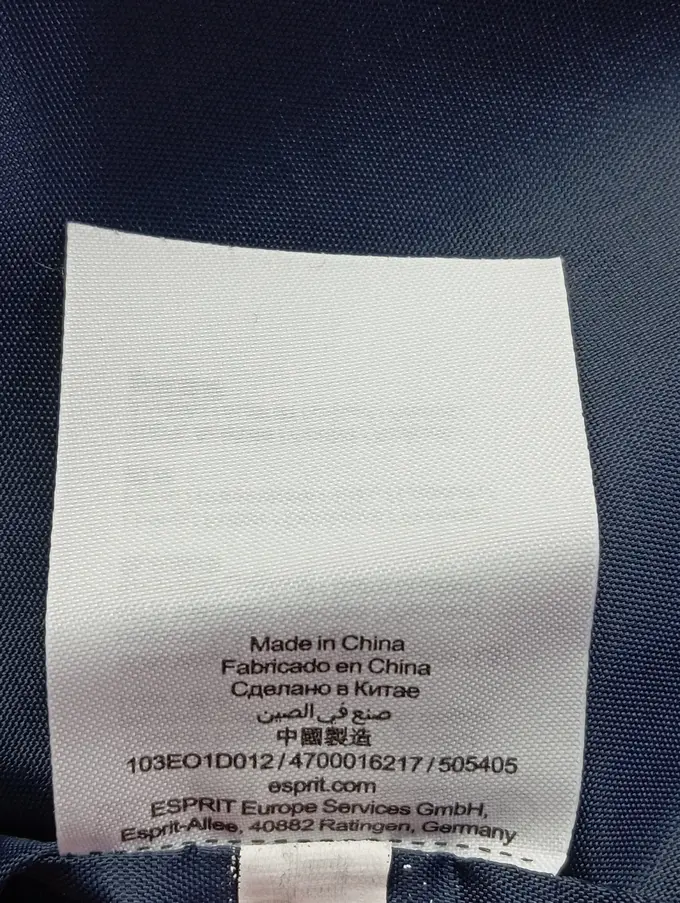 Made in China
Fabricado en China
Сделано в Китае
صنع في الصين
中國製造
103EO1D012/4700016217/505405
esprit.com
ESPRIT Europe Services GmbH,
Esprit-Allee, 40882 Ratingen, Germany